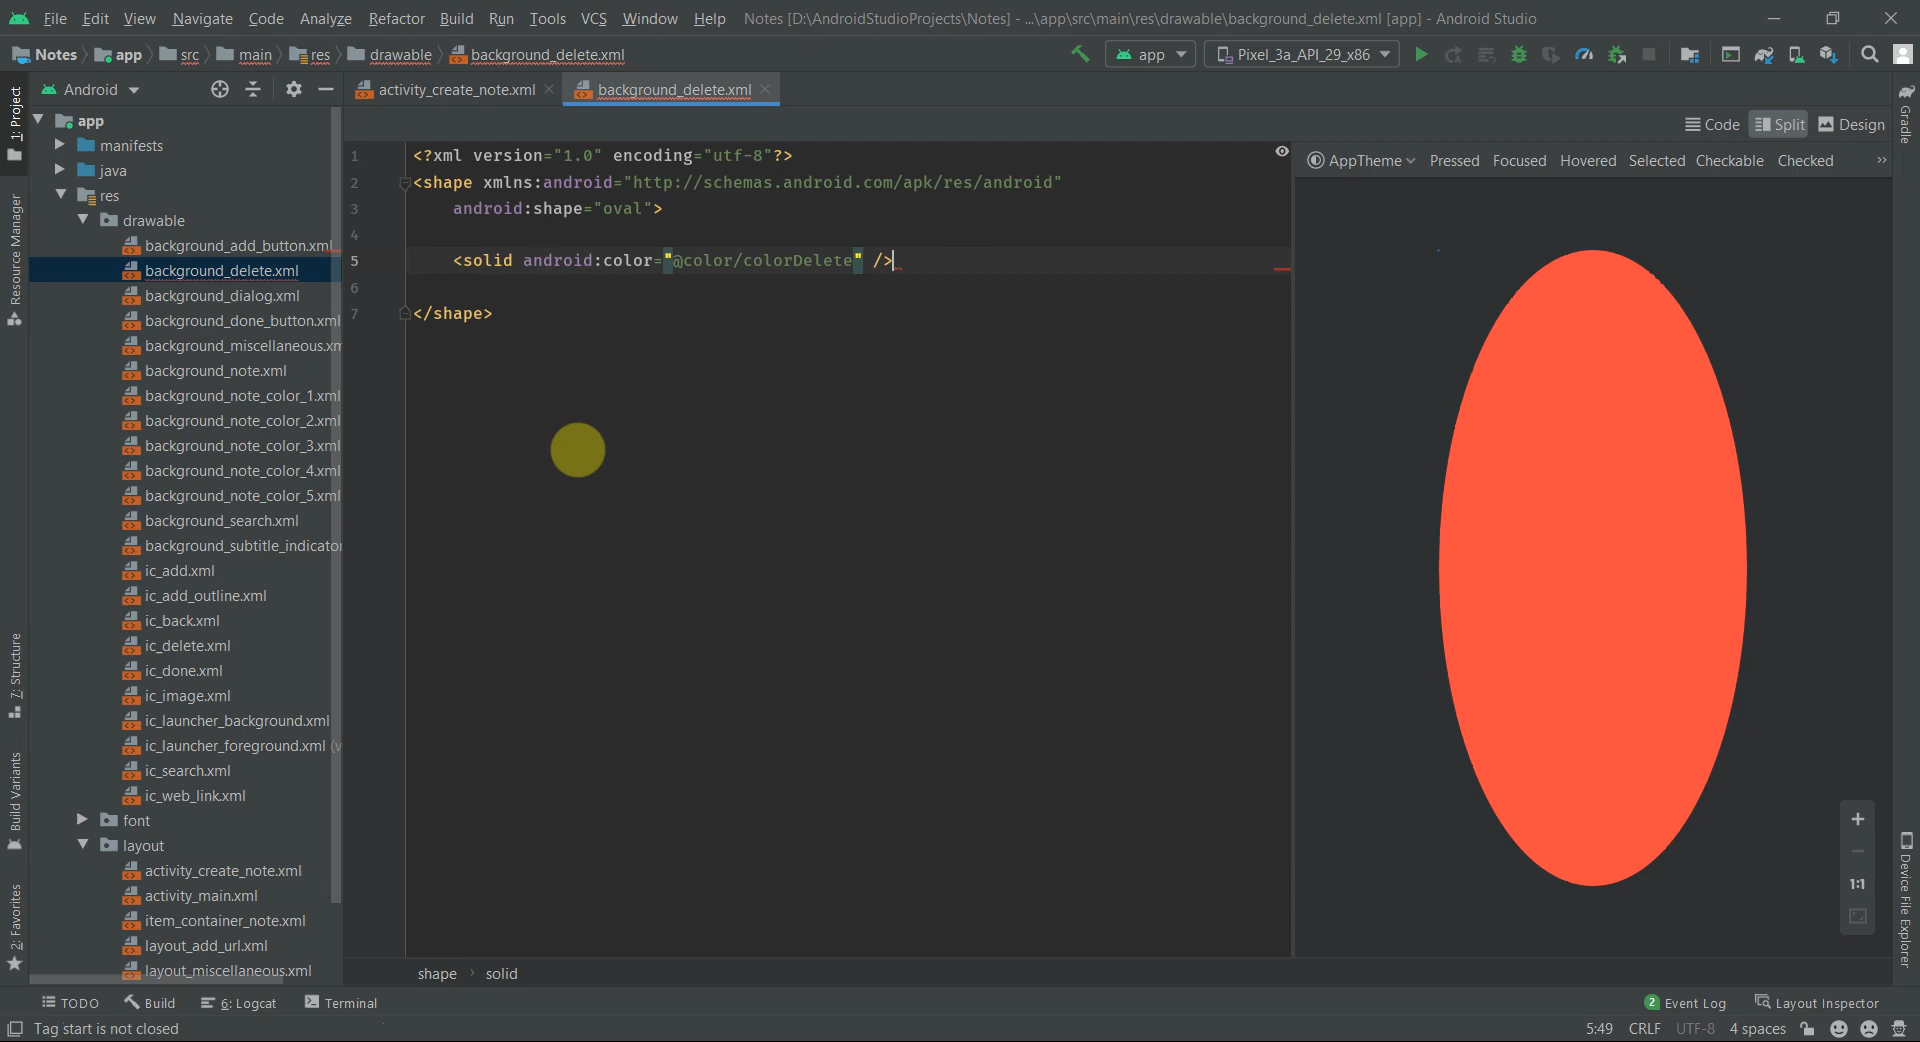 File Edit View Navigate Code Analyze Refactor Build Run Tools VCS Window Help Notes [D:\AndroidStudioProjects\Notes] - ...\app\src\main\res\drawable\background_delete.xml [app] - Android Studio
Notes app src main res drawable background_delete.xml app Pixel_3a_API_29_x86
Android activity_create_note.xml background_delete.xml
Code Split Design
AppTheme Pressed Focused Hovered Selected Checkable Checked »
1: Project
Resource Manager
7: Structure
Build Variants
2: Favorites
app
manifests
java
res
drawable
background_add_button.xml
background_delete.xml
background_dialog.xml
background_done_button.xml
background_miscellaneous.xm
background_note.xml
background_note_color_1.xml
background_note_color_2.xml
background_note_color_3.xml
background_note_color_4.xml
background_note_color_5.xml
background_search.xml
background_subtitle_indicator
ic_add.xml
ic_add_outline.xml
ic_back.xml
ic_delete.xml
ic_done.xml
ic_image.xml
ic_launcher_background.xml
ic_launcher_foreground.xml (v
ic_search.xml
ic_web_link.xml
font
layout
activity_create_note.xml
activity_main.xml
item_container_note.xml
layout_add_url.xml
layout_miscellaneous.xml
1 <?xml version="1.0" encoding="utf-8"?>
2 <shape xmlns:android="http://schemas.android.com/apk/res/android"
3 android:shape="oval">
4
5 <solid android:color="@color/colorDelete" />
6
7 </shape>
shape › solid
+
−
1:1
Gradle
Device File Explorer
TODO Build 6: Logcat Terminal 2 Event Log Layout Inspector
Tag start is not closed 5:49 CRLF UTF-8 4 spaces